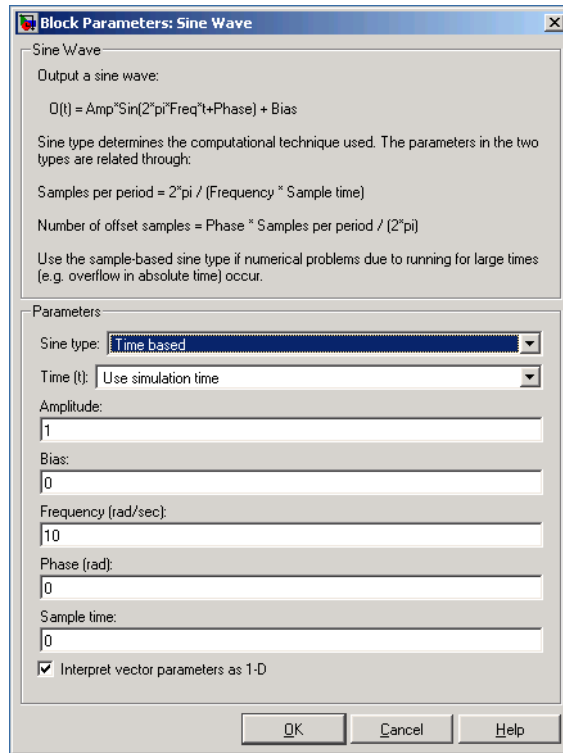 Block Parameters: Sine Wave
Sine Wave
Output a sine wave:
O(t) = Amp*Sin(2*pi*Freq*t+Phase) + Bias
Sine type determines the computational technique used. The parameters in the two
types are related through:
Samples per period = 2*pi / (Frequency * Sample time)
Number of offset samples = Phase * Samples per period / (2*pi)
Use the sample-based sine type if numerical problems due to running for large times
(e.g. overflow in absolute time) occur.
Parameters
Sine type: Time based
Time (t): Use simulation time
Amplitude:
1
Bias:
0
Frequency (rad/sec):
10
Phase (rad):
0
Sample time:
0
Interpret vector parameters as 1-D
OK Cancel Help